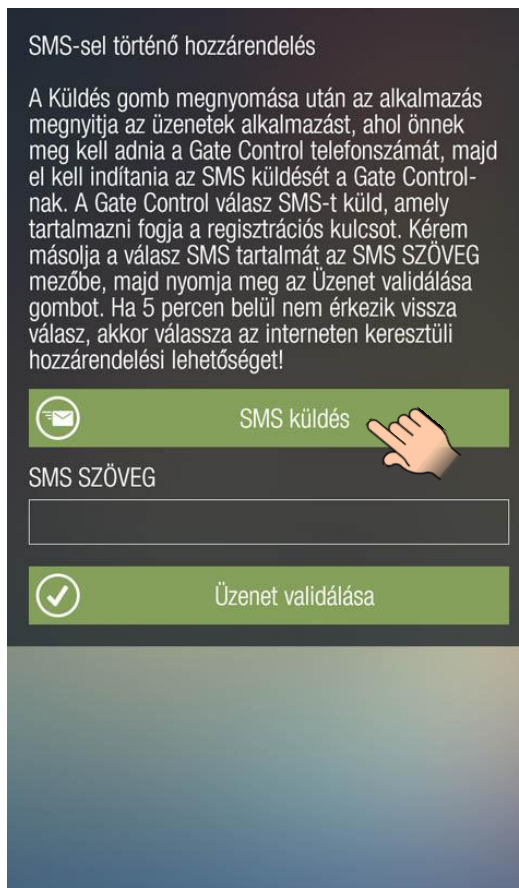 SMS-sel történő hozzárendelés
A Küldés gomb megnyomása után az alkalmazás
megnyitja az üzenetek alkalmazást, ahol önnek
meg kell adnia a Gate Control telefonszámát, majd
el kell indítania az SMS küldését a Gate Control-
nak. A Gate Control válasz SMS-t küld, amely
tartalmazni fogja a regisztrációs kulcsot. Kérem
másolja a válasz SMS tartalmát az SMS SZÖVEG
mezőbe, majd nyomja meg az Üzenet validálása
gombot. Ha 5 percen belül nem érkezik vissza
válasz, akkor válassza az interneten keresztüli
hozzárendelési lehetőséget!
SMS küldés
SMS SZÖVEG
Üzenet validálása